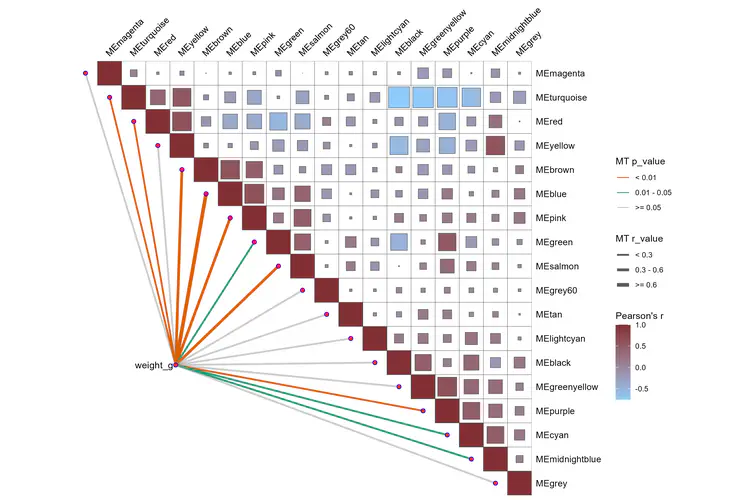 MEmagenta
MEturquoise
MEred
MEyellow
MEbrown
MEblue
MEpink
MEgreen
MEsalmon
MEgrey60
MEtan
MElightcyan
MEblack
MEgreenyellow
MEpurple
MEcyan
MEmidnightblue
MEgrey
MEmagenta
MEturquoise
MEred
MEyellow
MEbrown
MEblue
MEpink
MEgreen
MEsalmon
MEgrey60
MEtan
MElightcyan
MEblack
MEgreenyellow
MEpurple
MEcyan
MEmidnightblue
MEgrey
weight_g
MT p_value
< 0.01
0.01 - 0.05
>= 0.05
MT r_value
< 0.3
0.3 - 0.6
>= 0.6
Pearson's r
1.0
0.5
0.0
-0.5